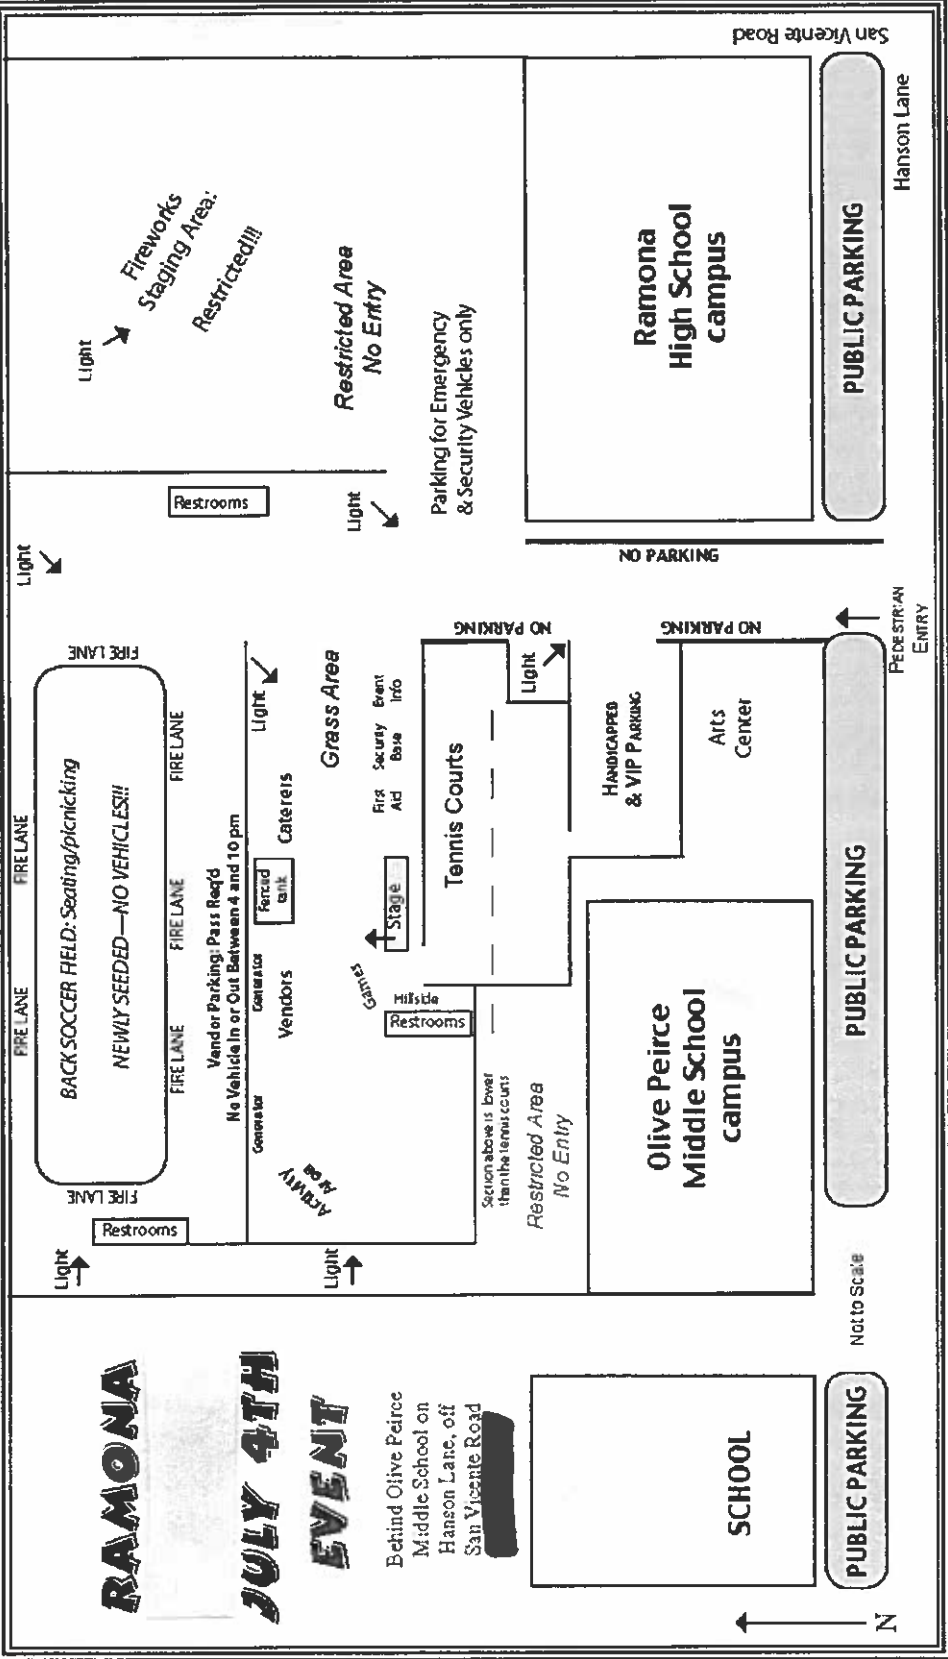 RAMONA
JULY 4TH
EVENT
Behind Olive Peirce
Middle School on
Hanson Lane, off
San Vicente Road
N
SCHOOL
PUBLIC PARKING
Not to scale
Light
Restrooms
FIRE LANE
FIRE LANE
FIRE LANE
FIRE LANE
BACK SOCCER FIELD: Seating/picnicking
NEWLY SEEDED—NO VEHICLES!!!
FIRE LANE
FIRE LANE
FIRE LANE
Vendor Parking: Pass Req'd
No Vehicle In or Out Between 4 and 10 pm
Light
Generator
Generator
Fenced
tank
Vendors
Caterers
Light
Activity
Area
Games
Grass Area
Hillside
Restrooms
Stage
First
Aid
Security
Base
Event
Info
Tennis Courts
NO PARKING
Light
Section above is lower
than the tennis courts
Restricted Area
No Entry
HANDICAPPED
& VIP PARKING
NO PARKING
Olive Peirce
Middle School
campus
Arts
Center
PUBLIC PARKING
PEDESTRIAN
ENTRY
Light
Restrooms
Light
Light
Fireworks
Staging Area:
Restricted!!!
Restricted Area
No Entry
Parking for Emergency
& Security Vehicles only
NO PARKING
Ramona
High School
campus
PUBLIC PARKING
Hanson Lane
San Vicente Road